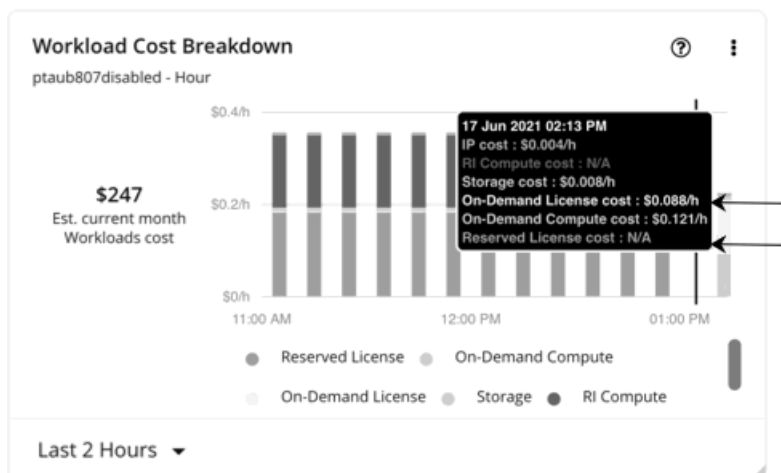 Workload Cost Breakdown
ptaub807disabled - Hour
$247
Est. current month
Workloads cost
$0.4/h
$0.2/h
$0/h
17 Jun 2021 02:13 PM
IP cost : $0.004/h
RI Compute cost : N/A
Storage cost : $0.008/h
On-Demand License cost : $0.088/h
On-Demand Compute cost : $0.121/h
Reserved License cost : N/A
11:00 AM 12:00 PM 01:00 PM
Reserved License On-Demand Compute
On-Demand License Storage RI Compute
Last 2 Hours